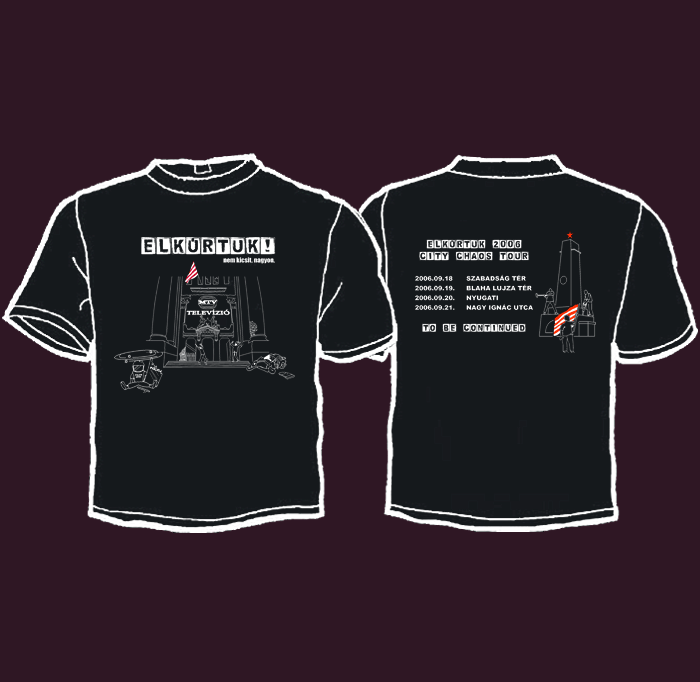 ELKÚRTUK!
nem kicsit. nagyon.
MTV
TELEVÍZIÓ
ELKÚRTUK 2006
CITY CHAOS TOUR
2006.09.18 SZABADSÁG TÉR
2006.09.19. BLAHA LUJZA TÉR
2006.09.20. NYUGATI
2006.09.21. NAGY IGNÁC UTCA
TO BE CONTINUED